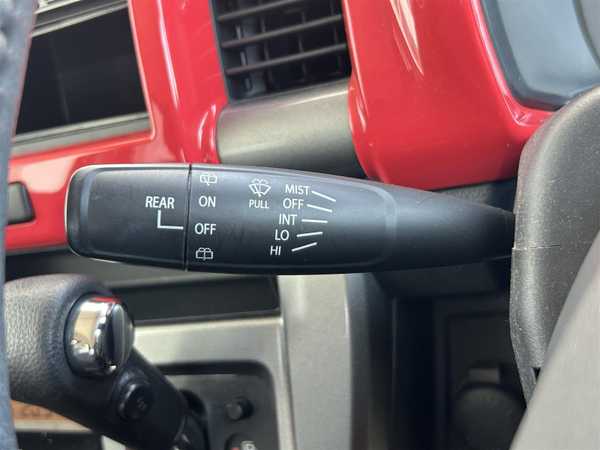 REAR
ON
OFF
PULL
MIST
OFF
INT
LO
HI